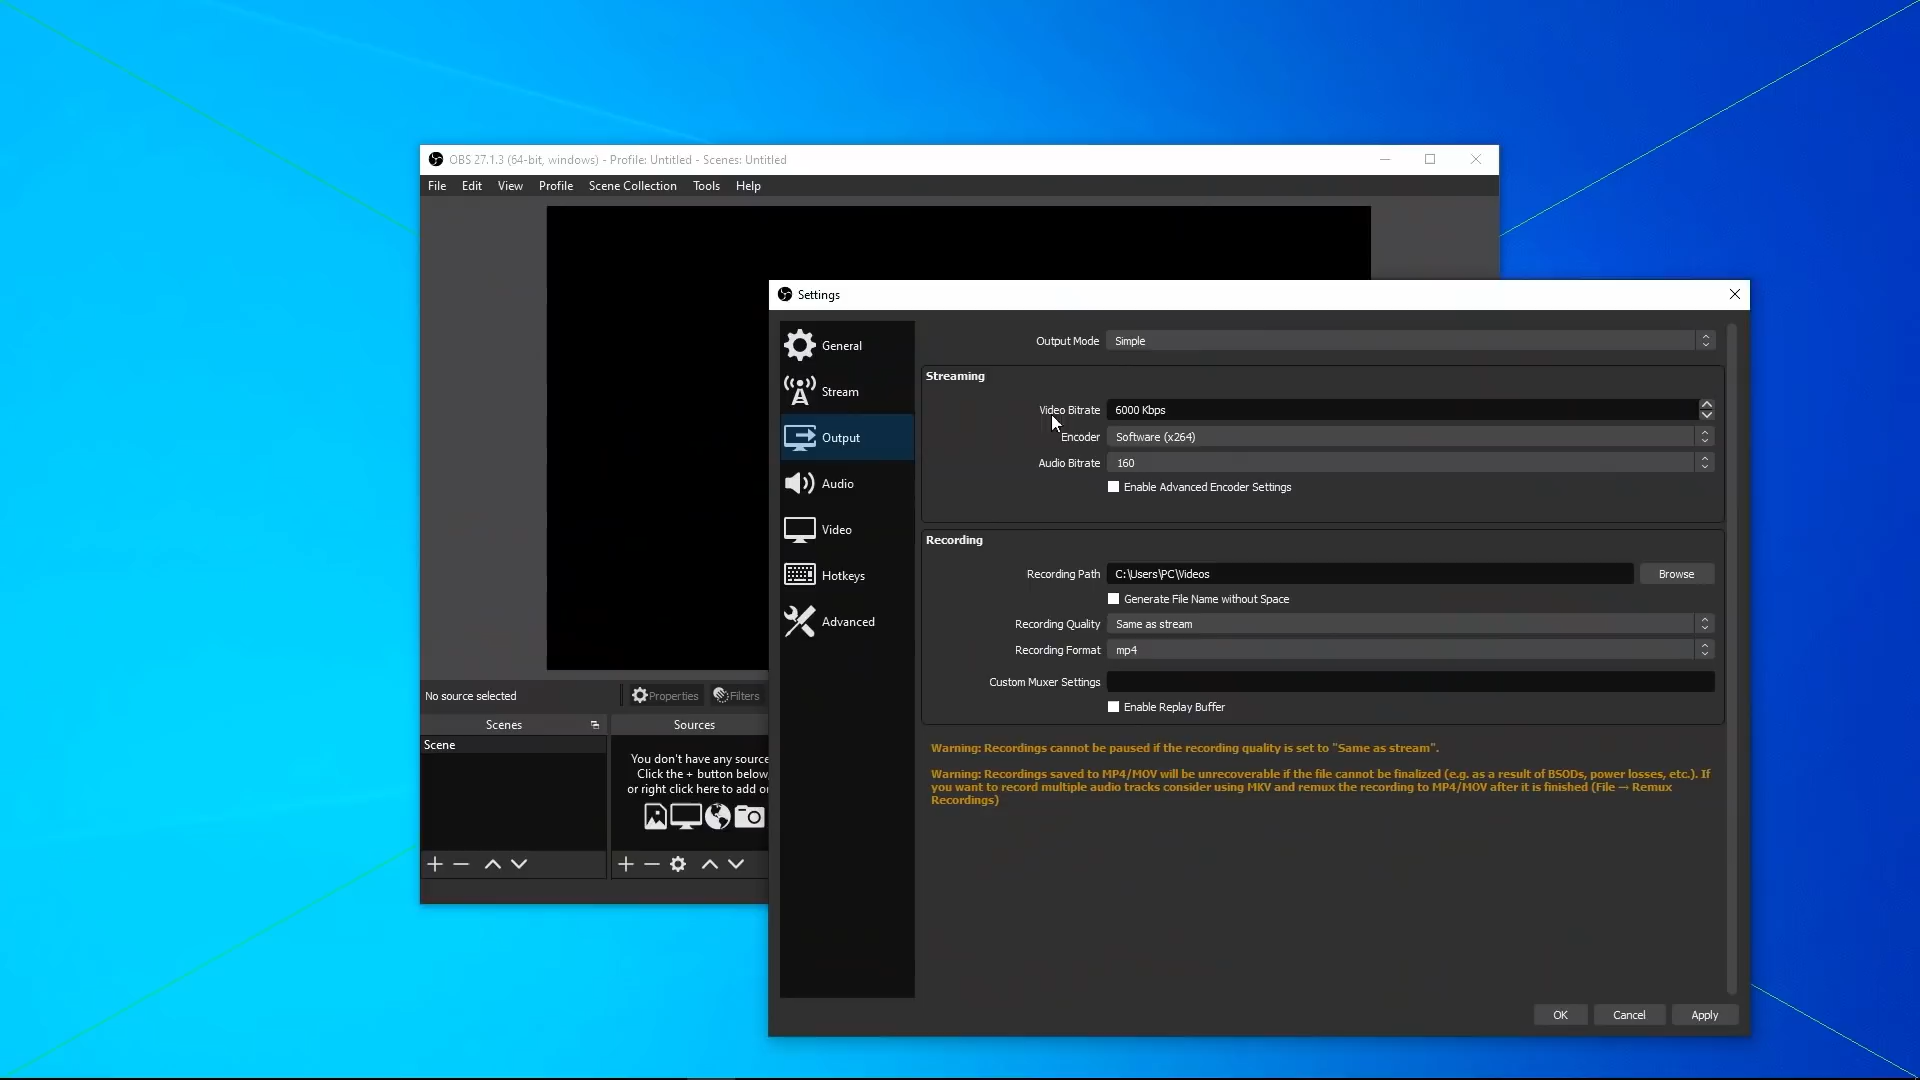 OBS 27.1.3 (64-bit, windows) - Profile: Untitled - Scenes: Untitled
File Edit View Profile Scene Collection Tools Help
Settings
General
Stream
Output
Audio
Video
Hotkeys
Advanced
Output Mode Simple
Streaming
Video Bitrate 6000 Kbps
Encoder Software (x264)
Audio Bitrate 160
Enable Advanced Encoder Settings
Recording
Recording Path C:\Users\PC\Videos Browse
Generate File Name without Space
Recording Quality Same as stream
Recording Format mp4
Custom Muxer Settings
Enable Replay Buffer
Warning: Recordings cannot be paused if the recording quality is set to "Same as stream".
Warning: Recordings saved to MP4/MOV will be unrecoverable if the file cannot be finalized (e.g. as a result of BSODs, power losses, etc.). If
you want to record multiple audio tracks consider using MKV and remux the recording to MP4/MOV after it is finished (File → Remux
Recordings)
OK Cancel Apply
No source selected Properties Filters
Scenes Sources
Scene
You don't have any source
Click the + button below,
or right click here to add o